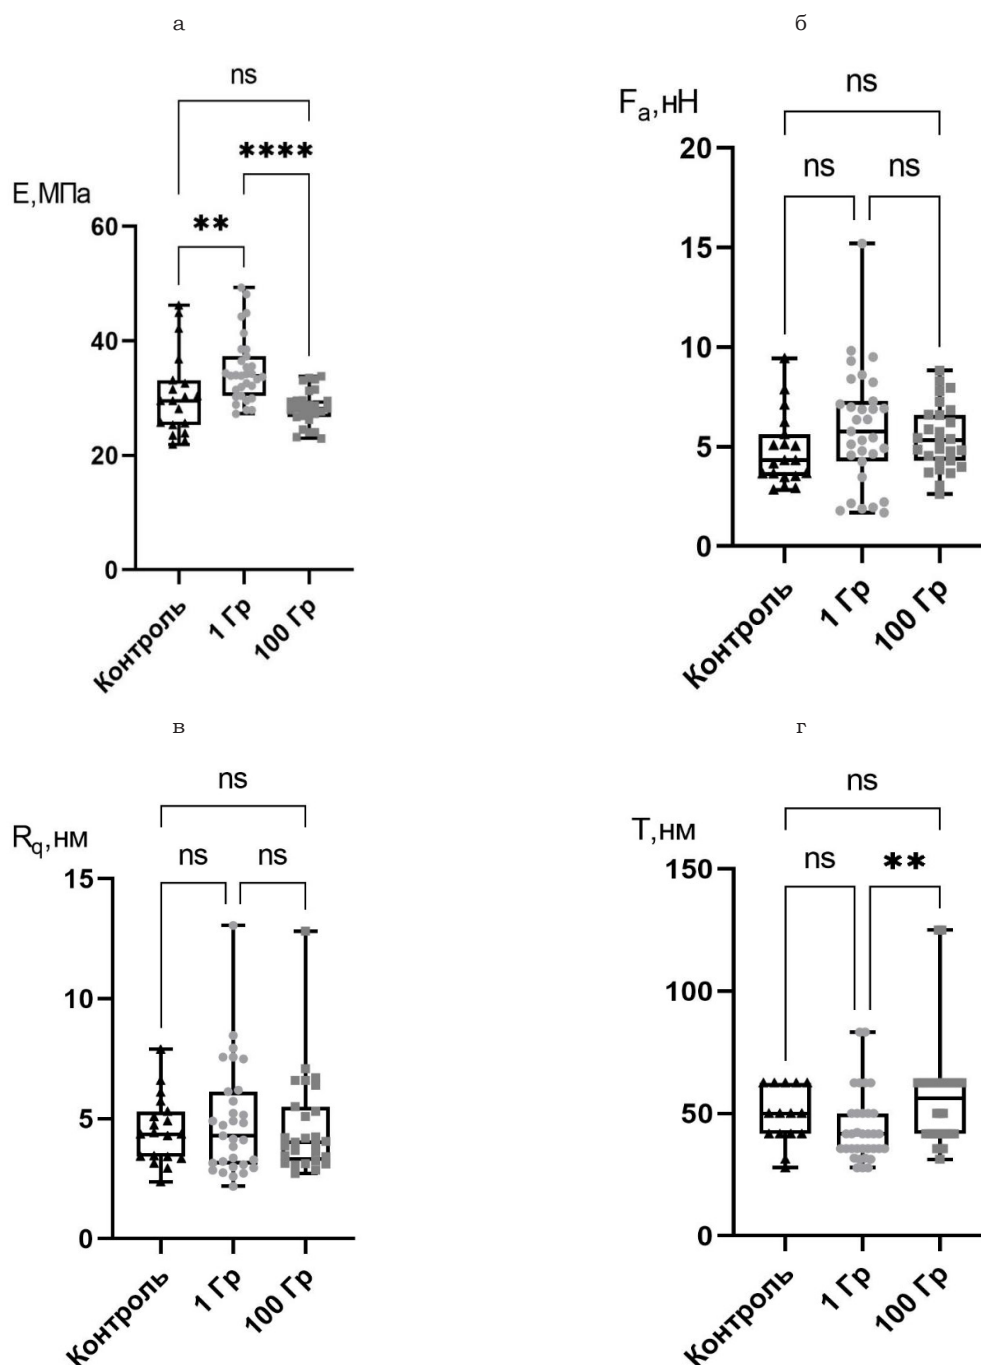 а
ns
****
E,МПа
**
60
40
20
0
Контроль
1 Гр
100 Гр
б
ns
Fa,нН
ns
ns
20
15
10
5
0
Контроль
1 Гр
100 Гр
в
ns
Rq,нм
ns
ns
15
10
5
0
Контроль
1 Гр
100 Гр
г
ns
T,нм
ns
**
150
100
50
0
Контроль
1 Гр
100 Гр